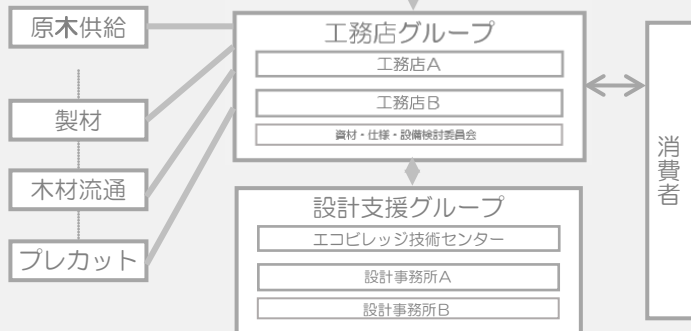 原木供給
製材
木材流通
プレカット
工務店グループ
工務店A
工務店B
資材・仕様・設備検討委員会
設計支援グループ
エコビレッジ技術センター
設計事務所A
設計事務所B
消費者